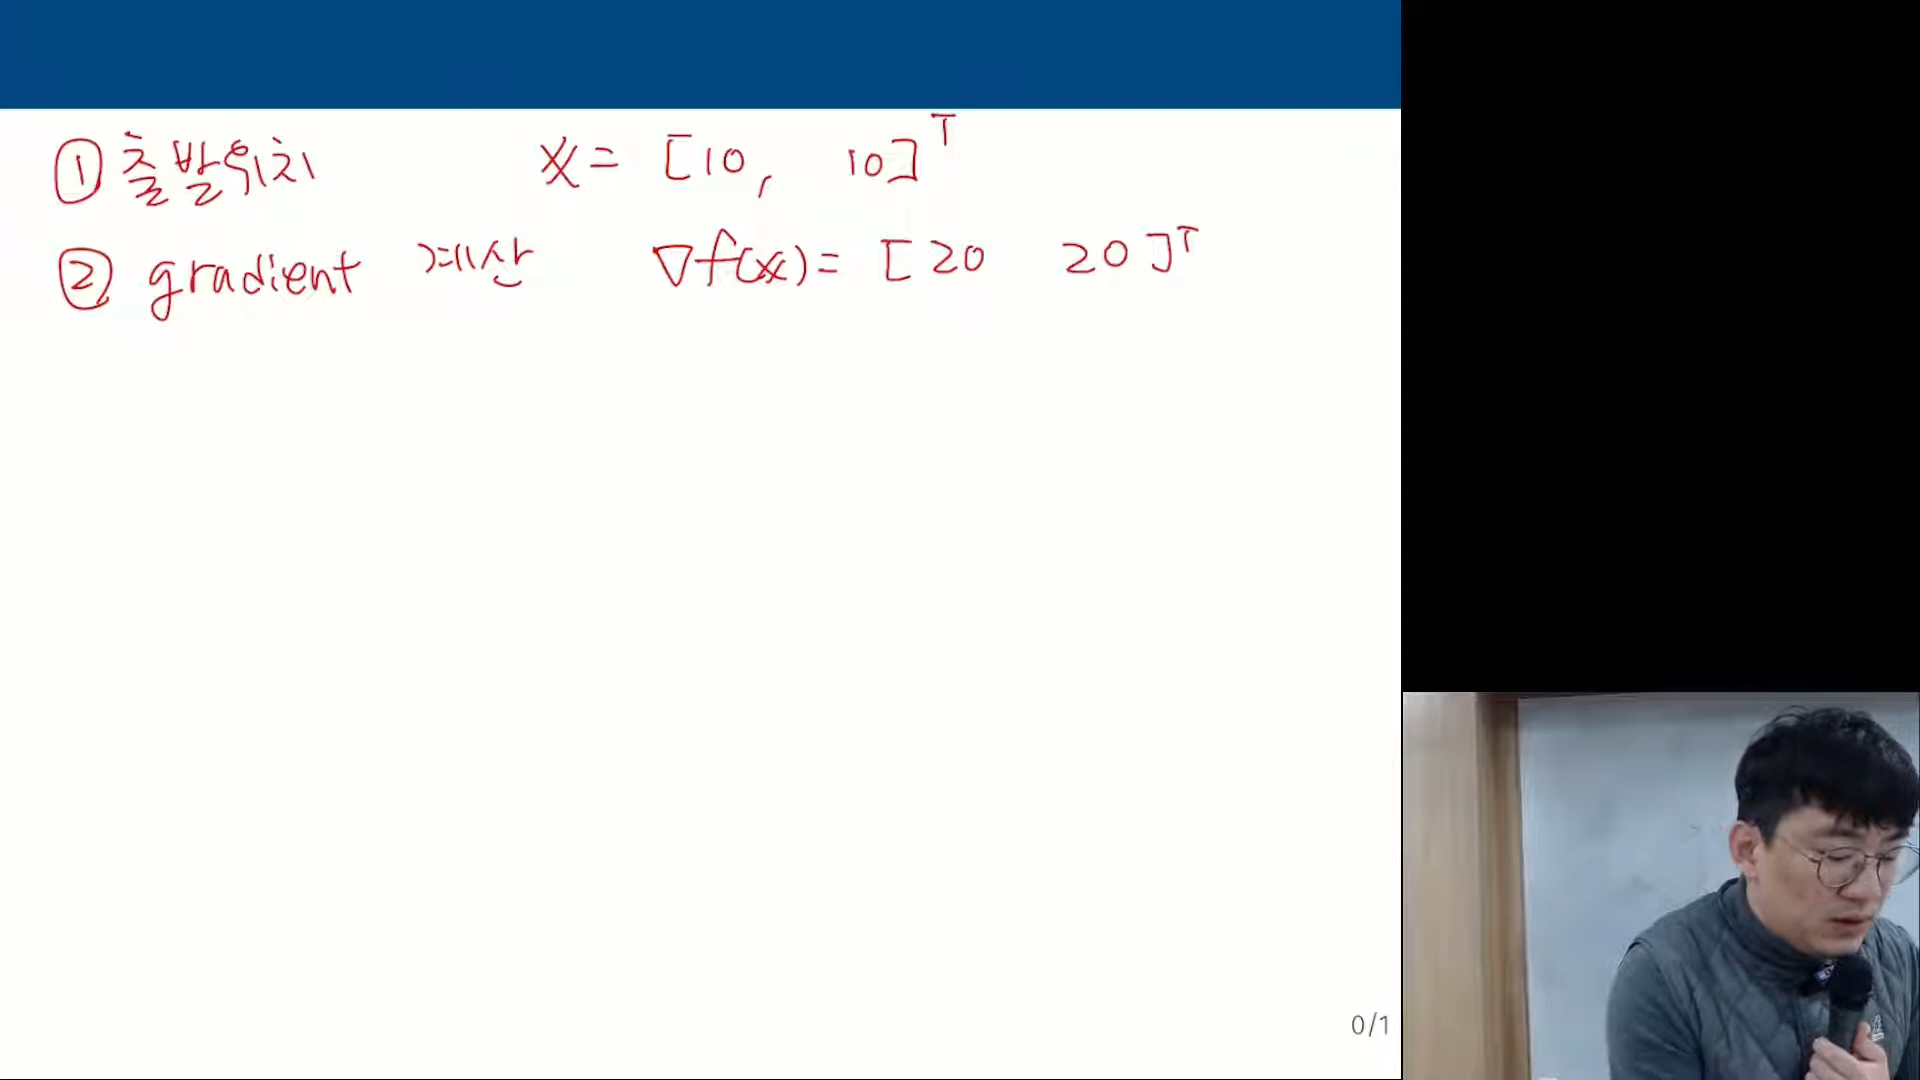 ① 출발위치 x = [10, 10]ᵀ
② gradient 계산 ∇f(x) = [20 20]ᵀ
0/1